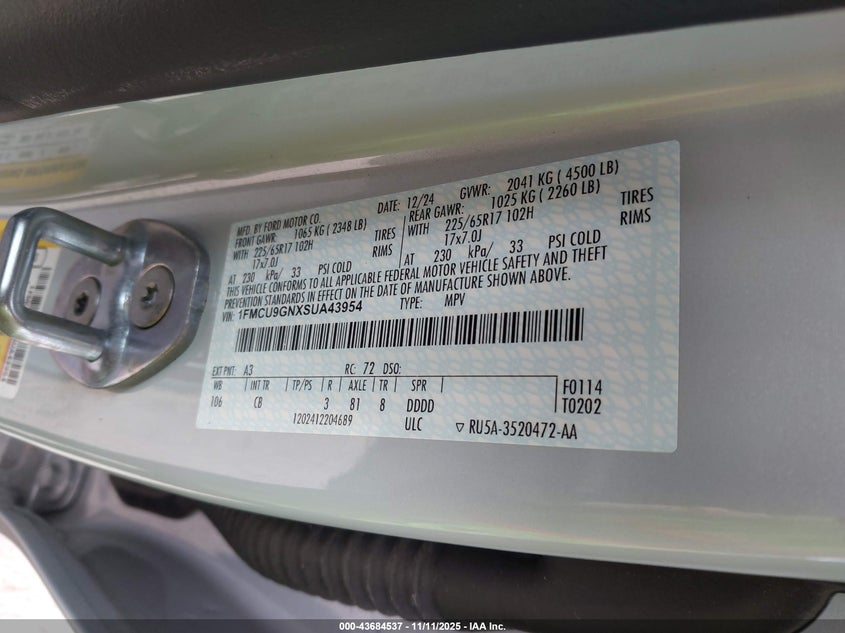 MFD. BY FORD MOTOR CO. DATE: 12/24 GVWR: 2041 KG ( 4500 LB)
FRONT GAWR: 1065 KG ( 2348 LB) REAR GAWR: 1025 KG ( 2260 LB)
WITH 225/65R17 102H TIRES WITH 225/65R17 102H TIRES
17x7.0J RIMS 17x7.0J RIMS
AT 230 kPa/ 33 PSI COLD AT 230 kPa/ 33 PSI COLD
THIS VEHICLE CONFORMS TO ALL APPLICABLE FEDERAL MOTOR VEHICLE SAFETY AND THEFT
PREVENTION STANDARDS IN EFFECT ON THE DATE OF MANUFACTURE SHOWN ABOVE.
VIN: 1FMCU9GNXSUA43954 TYPE: MPV
EXT PNT: A3 RC: 72 DSO:
WB INT TR TP/PS R AXLE TR SPR F0114
106 CB 3 81 8 DDDD T0202
1202412204689 ULC ▽ RU5A-3520472-AA
000-43684537 - 11/11/2025 - IAA Inc.